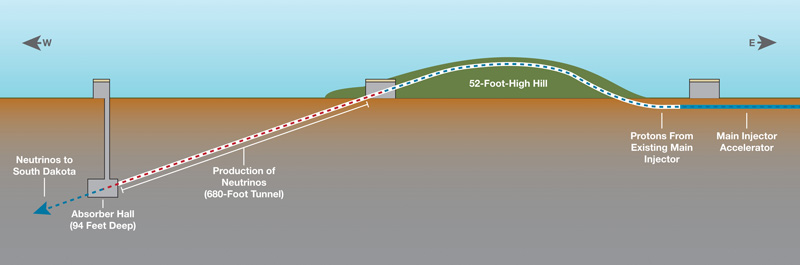 W
E
52-Foot-High Hill
Neutrinos to
South Dakota
Production of
Neutrinos
(680-Foot Tunnel)
Protons From
Existing Main
Injector
Main Injector
Accelerator
Absorber Hall
(94 Feet Deep)